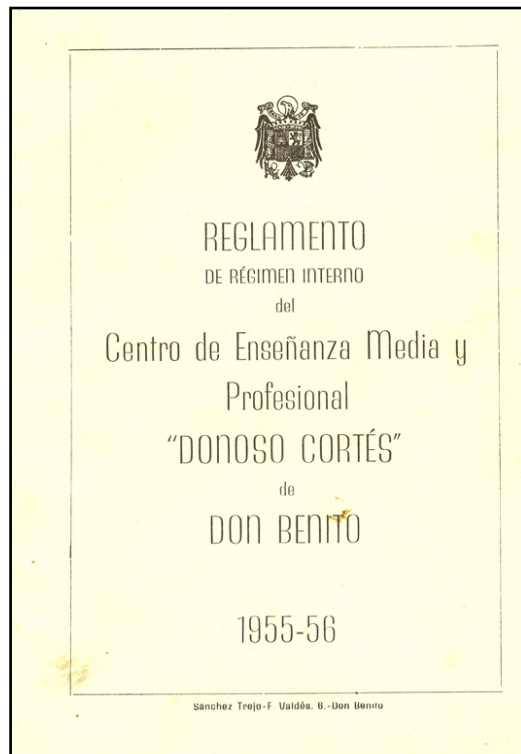 REGLAMENTO
DE RÉGIMEN INTERNO
del
Centro de Enseñanza Media y
Profesional
"DONOSO CORTÉS"
de
DON BENITO
1955-56
Sánchez Trejo-F. Valdés, 6.-Don Benito